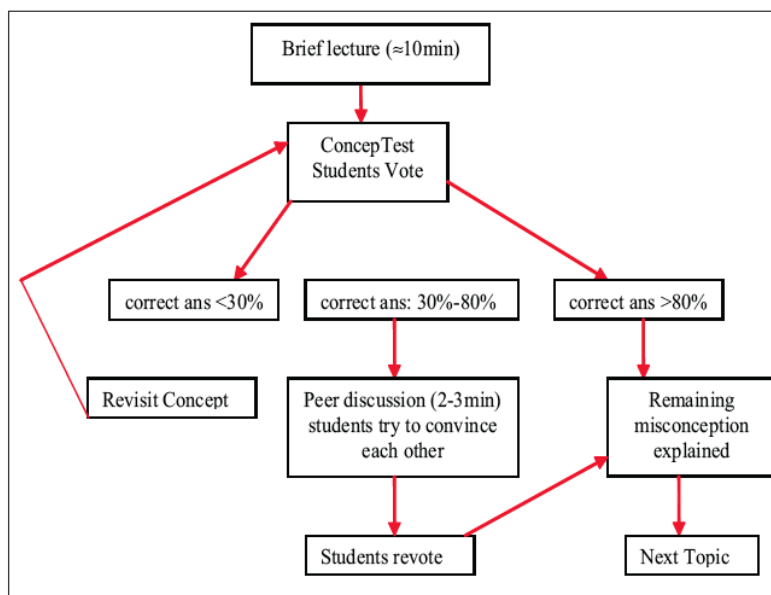 Brief lecture (≈10min)
ConcepTest
Students Vote
correct ans <30%
correct ans: 30%-80%
correct ans >80%
Revisit Concept
Peer discussion (2-3min)
students try to convince
each other
Remaining
misconception
explained
Students revote
Next Topic